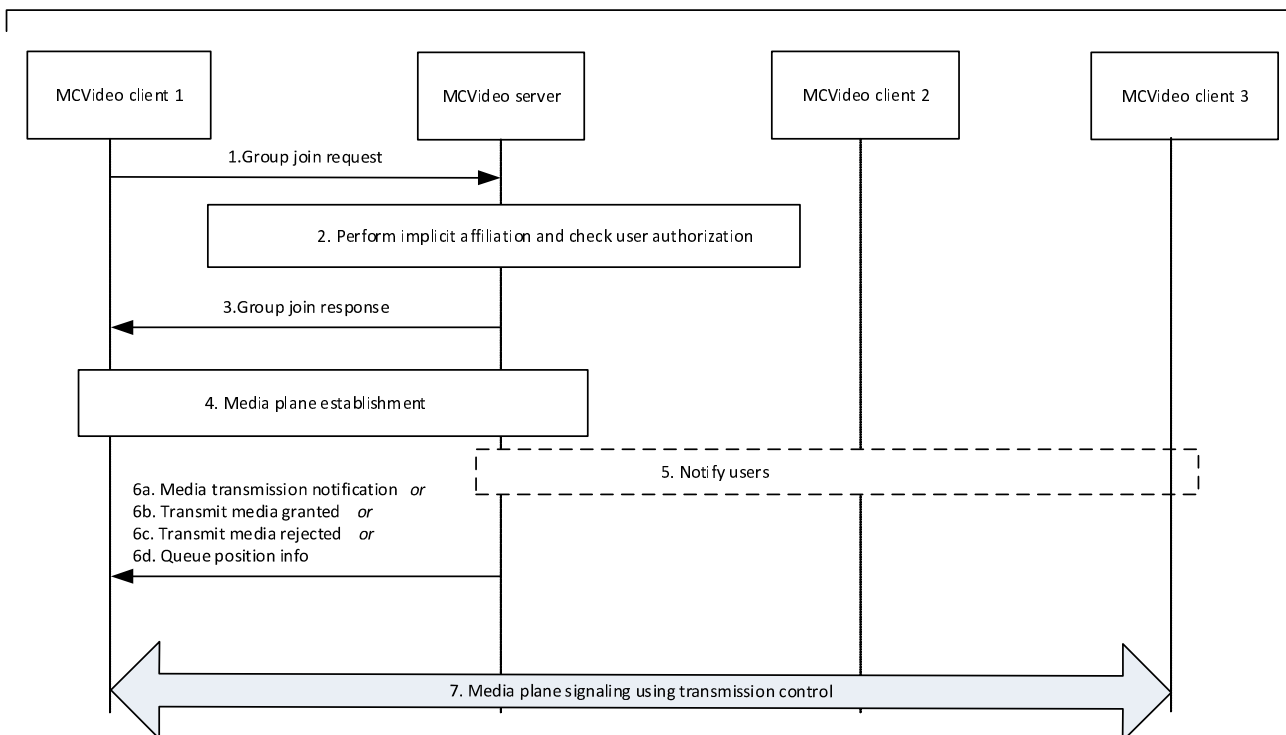 MCVideo client 1
MCVideo server
MCVideo client 2
MCVideo client 3
1.Group join request
2. Perform implicit affiliation and check user authorization
3.Group join response
4. Media plane establishment
5. Notify users
6a. Media transmission notification or
6b. Transmit media granted or
6c. Transmit media rejected or
6d. Queue position info
7. Media plane signaling using transmission control